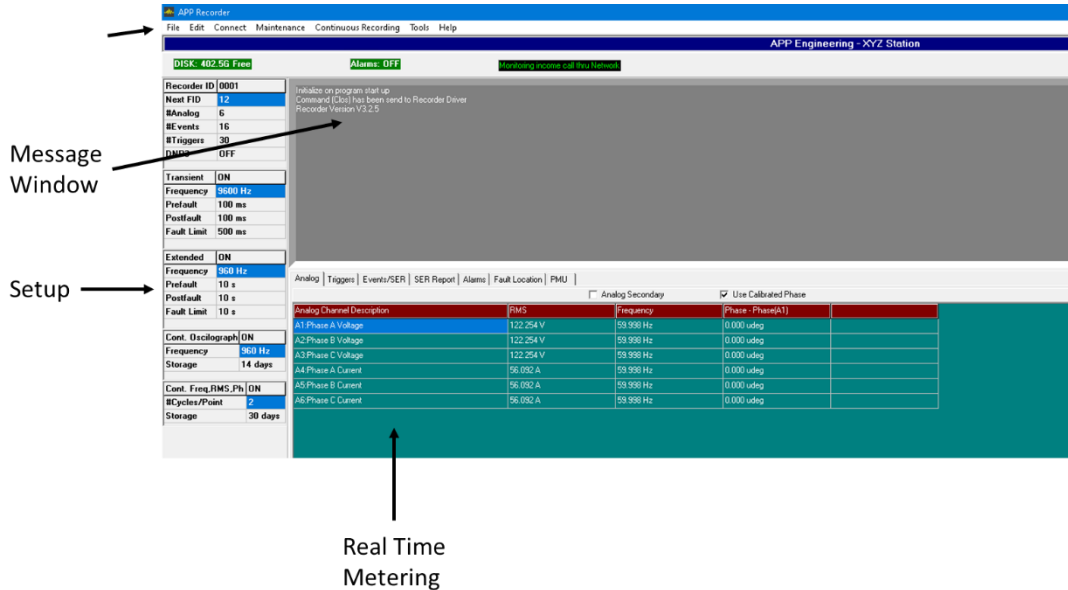 APP Recorder
File Edit Connect Maintenance Continuous Recording Tools Help
APP Engineering - XYZ Station
DISK: 402.5G Free Alarms: OFF Monitoring income call thru Network
Recorder ID 0001
Next FID 12
#Analog 6
#Events 16
#Triggers 30
DNP3 OFF
Initialize on program start up
Command (Clos) has been send to Recorder Driver
Recorder Version V3.2.5
Message
Window
Transient ON
Frequency 9600 Hz
Prefault 100 ms
Postfault 100 ms
Fault Limit 500 ms
Setup
Extended ON
Frequency 960 Hz
Prefault 10 s
Postfault 10 s
Fault Limit 10 s
Cont. Oscilograph ON
Frequency 960 Hz
Storage 14 days
Cont. Freq,RMS,Ph ON
#Cycles/Point 2
Storage 30 days
Analog Triggers Events/SER SER Report Alarms Fault Location PMU
Analog Secondary Use Calibrated Phase
Analog Channel Description RMS Frequency Phase - Phase(A1)
A1:Phase A Voltage 122.254 V 59.998 Hz 0.000 udeg
A2:Phase B Voltage 122.254 V 59.998 Hz 0.000 udeg
A3:Phase C Voltage 122.254 V 59.998 Hz 0.000 udeg
A4:Phase A Current 56.092 A 59.998 Hz 0.000 udeg
A5:Phase B Current 56.092 A 59.998 Hz 0.000 udeg
A6:Phase C Current 56.092 A 59.998 Hz 0.000 udeg
Real Time
Metering